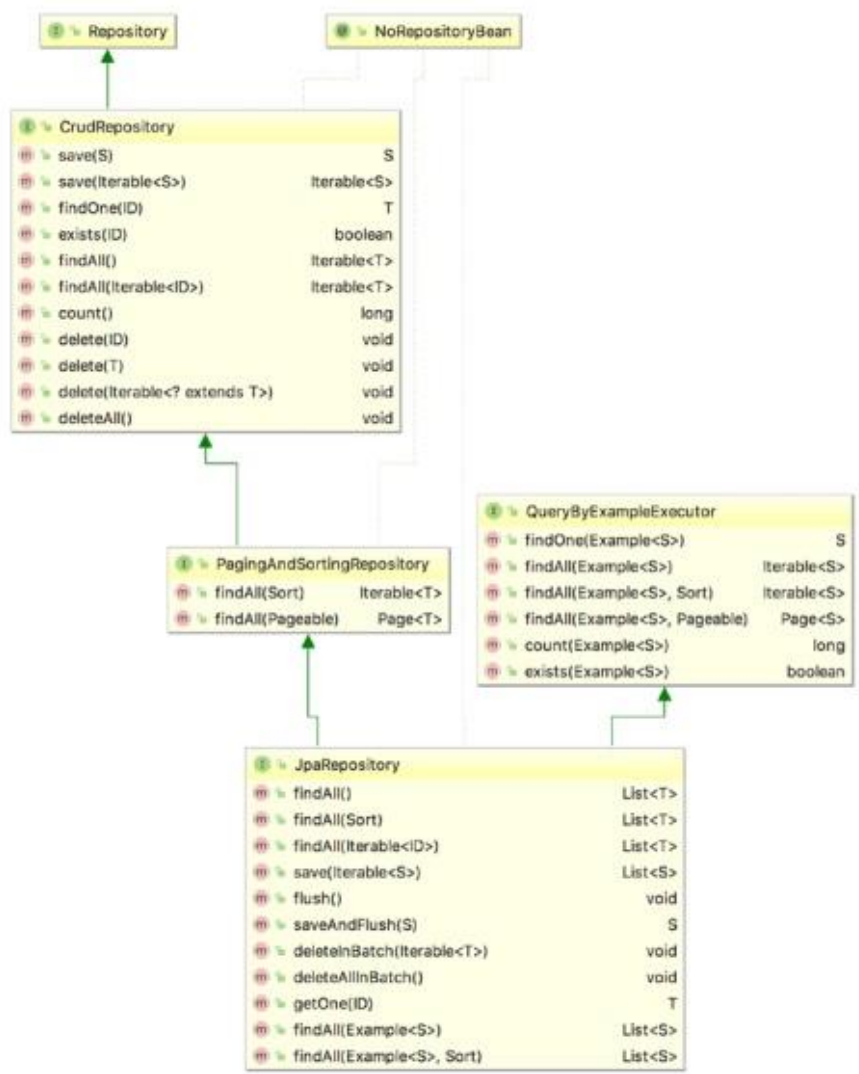 Repository
NoRepositoryBean
CrudRepository
save(S) S
save(Iterable<S>) Iterable<S>
findOne(ID) T
exists(ID) boolean
findAll() Iterable<T>
findAll(Iterable<ID>) Iterable<T>
count() long
delete(ID) void
delete(T) void
delete(Iterable<? extends T>) void
deleteAll() void
PagingAndSortingRepository
findAll(Sort) Iterable<T>
findAll(Pageable) Page<T>
QueryByExampleExecutor
findOne(Example<S>) S
findAll(Example<S>) Iterable<S>
findAll(Example<S>, Sort) Iterable<S>
findAll(Example<S>, Pageable) Page<S>
count(Example<S>) long
exists(Example<S>) boolean
JpaRepository
findAll() List<T>
findAll(Sort) List<T>
findAll(Iterable<ID>) List<T>
save(Iterable<S>) List<S>
flush() void
saveAndFlush(S) S
deleteInBatch(Iterable<T>) void
deleteAllInBatch() void
getOne(ID) T
findAll(Example<S>) List<S>
findAll(Example<S>, Sort) List<S>